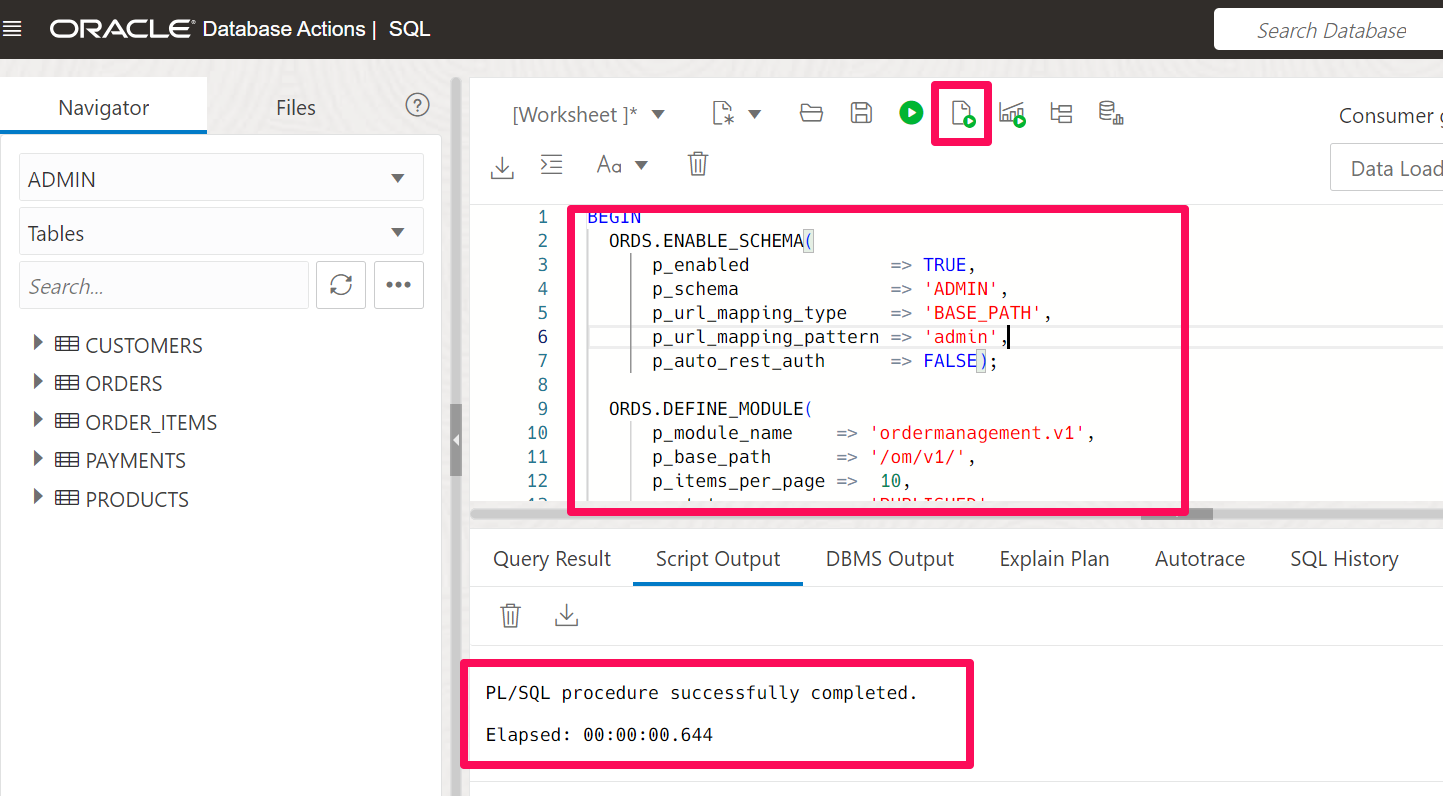 ORACLE Database Actions | SQL
Search Database
Navigator
Files
?
ADMIN
Tables
Search...
CUSTOMERS
ORDERS
ORDER_ITEMS
PAYMENTS
PRODUCTS
[Worksheet ]*
Consumer
Aa
Data Load
1 BEGIN
2 ORDS.ENABLE_SCHEMA(
3 p_enabled => TRUE,
4 p_schema => 'ADMIN',
5 p_url_mapping_type => 'BASE_PATH',
6 p_url_mapping_pattern => 'admin',
7 p_auto_rest_auth => FALSE);
8
9 ORDS.DEFINE_MODULE(
10 p_module_name => 'ordermanagement.v1',
11 p_base_path => '/om/v1/',
12 p_items_per_page => 10,
Query Result
Script Output
DBMS Output
Explain Plan
Autotrace
SQL History
PL/SQL procedure successfully completed.
Elapsed: 00:00:00.644